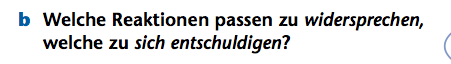 b Welche Reaktionen passen zu widersprechen,
welche zu sich entschuldigen?